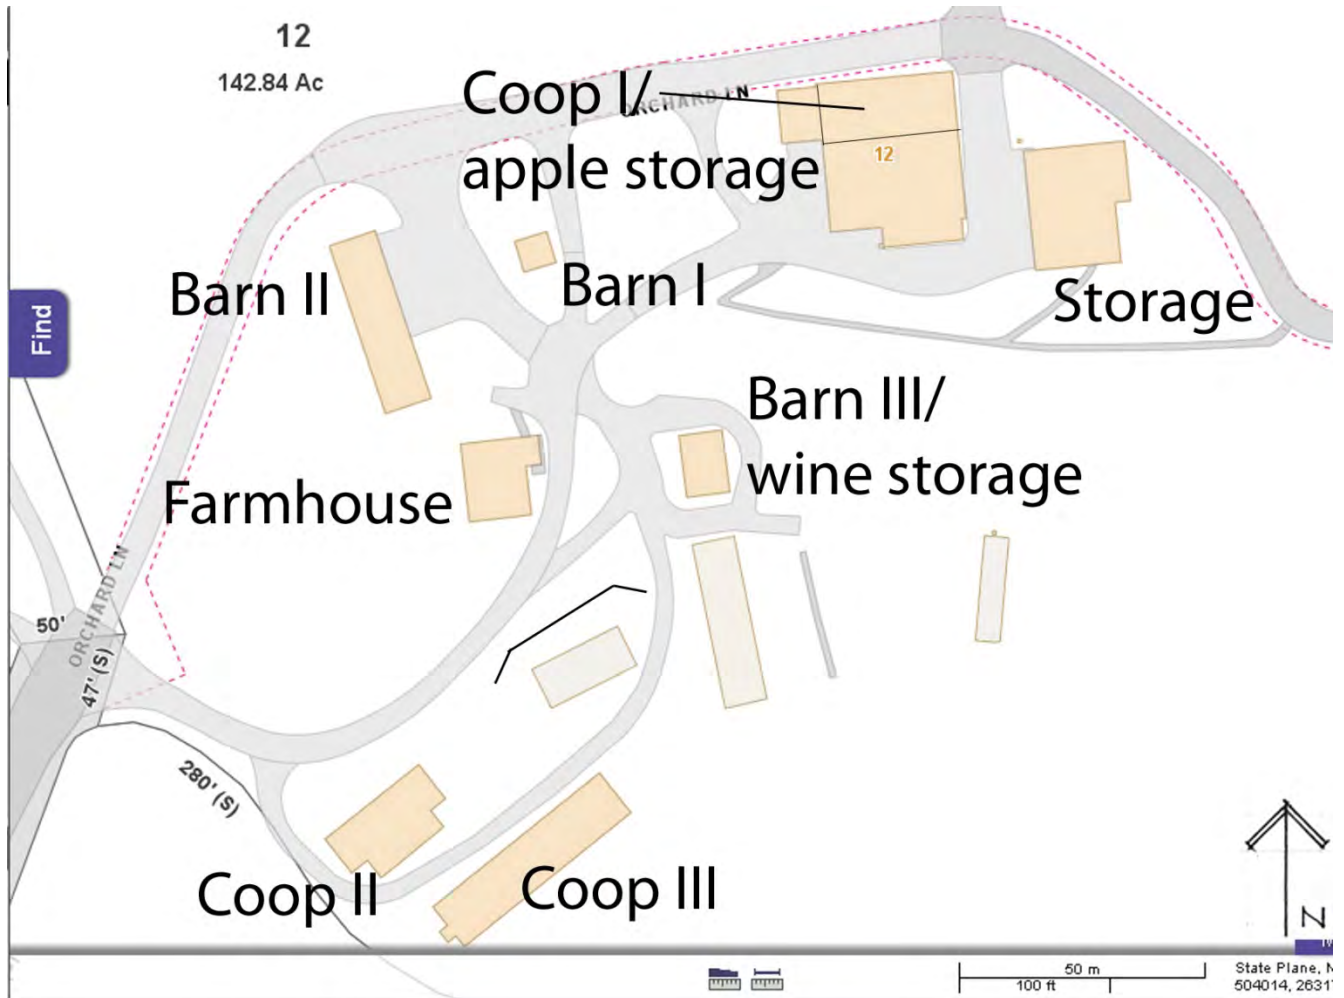 12
142.84 Ac
Coop I/
apple storage
ORCHARD LN
12
Barn II
Barn I
Storage
Find
Barn III/
wine storage
Farmhouse
ORCHARD LN
50'
47' (S)
280' (S)
Coop II
Coop III
N
50 m
100 ft
State Plane,
504014, 2631